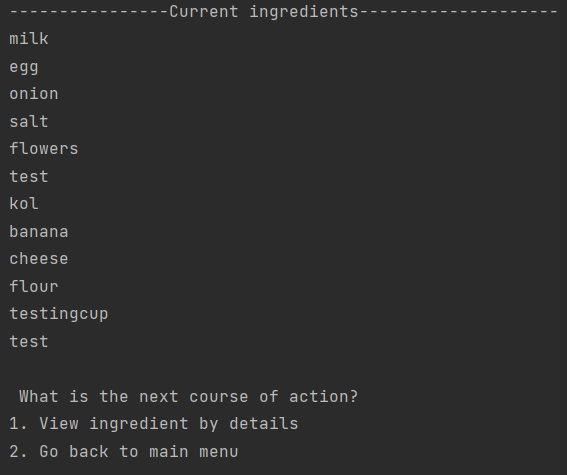 ----------------Current ingredients--------------------
milk
egg
onion
salt
flowers
test
kol
banana
cheese
flour
testingcup
test
What is the next course of action?
1. View ingredient by details
2. Go back to main menu